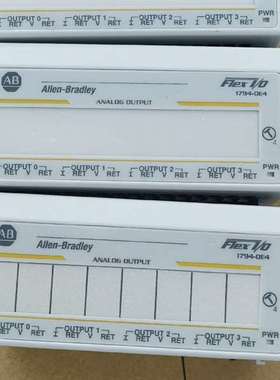 OUTPUT 0 OUTPUT 1 OUTPUT 2 OUTPUT 3
V RET I RET V RET I RET V RET I RET V RET PWR
AB Allen-Bradley Flex I/O
ANALOG OUTPUT 1794-OE4
4
OUTPUT 0 OUTPUT 1 OUTPUT 2 OUTPUT 3
RET V RET I RET V RET I RET V RET I RET V RET PWR
AB Allen-Bradley Flex I/O
ANALOG OUTPUT 1794-OE4
4
OUTPUT 0 OUTPUT 1 OUTPUT 2 OUTPUT 3
RET V RET I RET V RET I RET V RET I RET V RET PWR